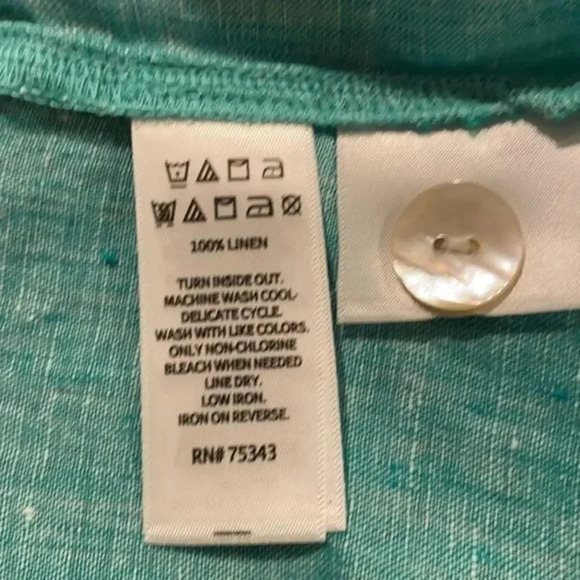 100% LINEN
TURN INSIDE OUT.
MACHINE WASH COOL-
DELICATE CYCLE.
WASH WITH LIKE COLORS.
ONLY NON-CHLORINE
BLEACH WHEN NEEDED
LINE DRY.
LOW IRON.
IRON ON REVERSE.
RN# 75343